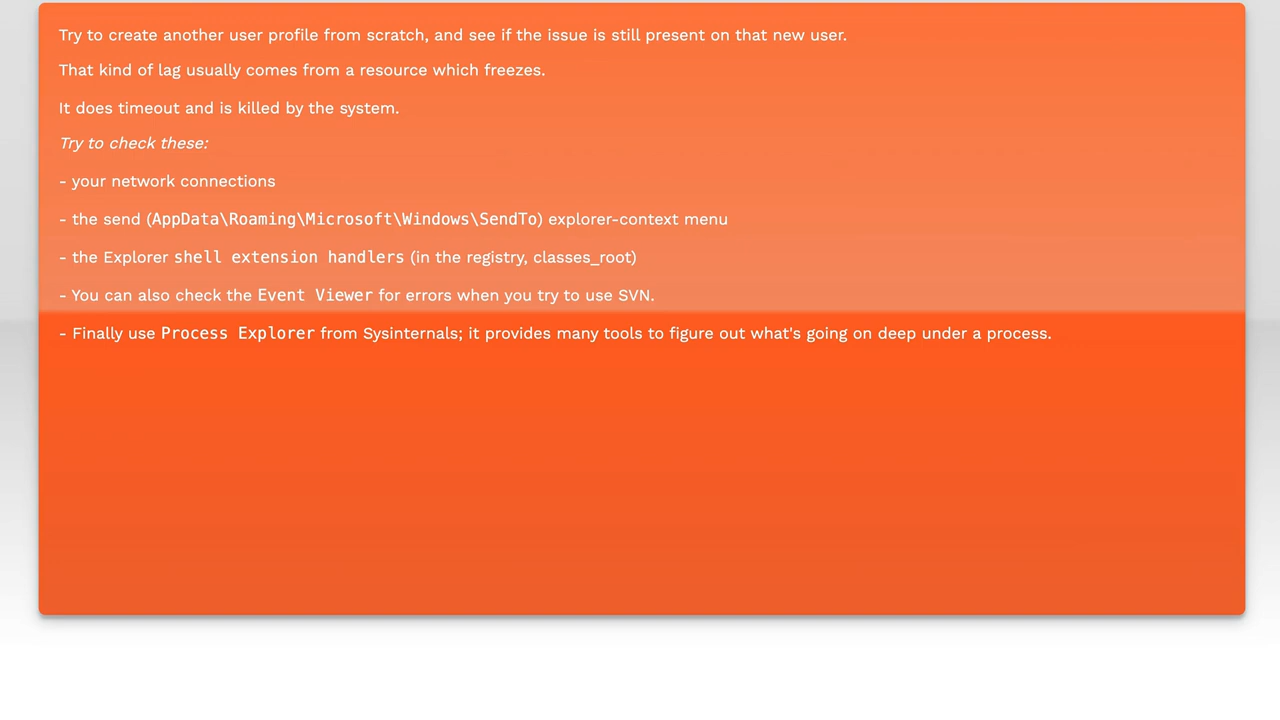 Try to create another user profile from scratch, and see if the issue is still present on that new user.
That kind of lag usually comes from a resource which freezes.
It does timeout and is killed by the system.
Try to check these:
- your network connections
- the send (AppData\Roaming\Microsoft\Windows\SendTo) explorer-context menu
- the Explorer shell extension handlers (in the registry, classes_root)
- You can also check the Event Viewer for errors when you try to use SVN.
- Finally use Process Explorer from Sysinternals; it provides many tools to figure out what's going on deep under a process.